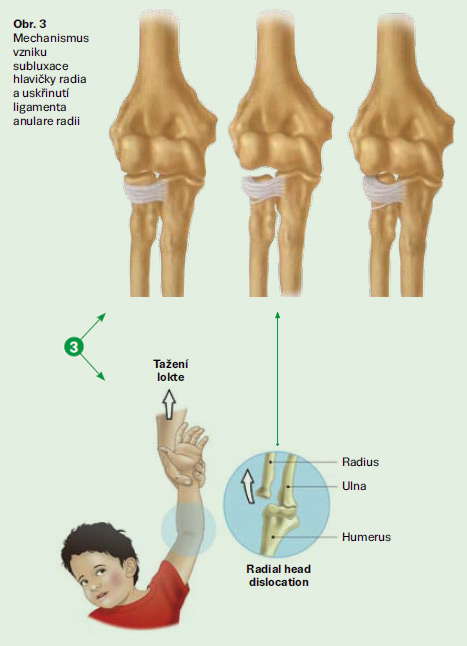 Obr. 3
Mechanismus
vzniku
subluxace
hlavičky radia
a uskřinutí
ligamenta
anulare radii
3
Tažení
lokte
Radius
Ulna
Humerus
Radial head
dislocation